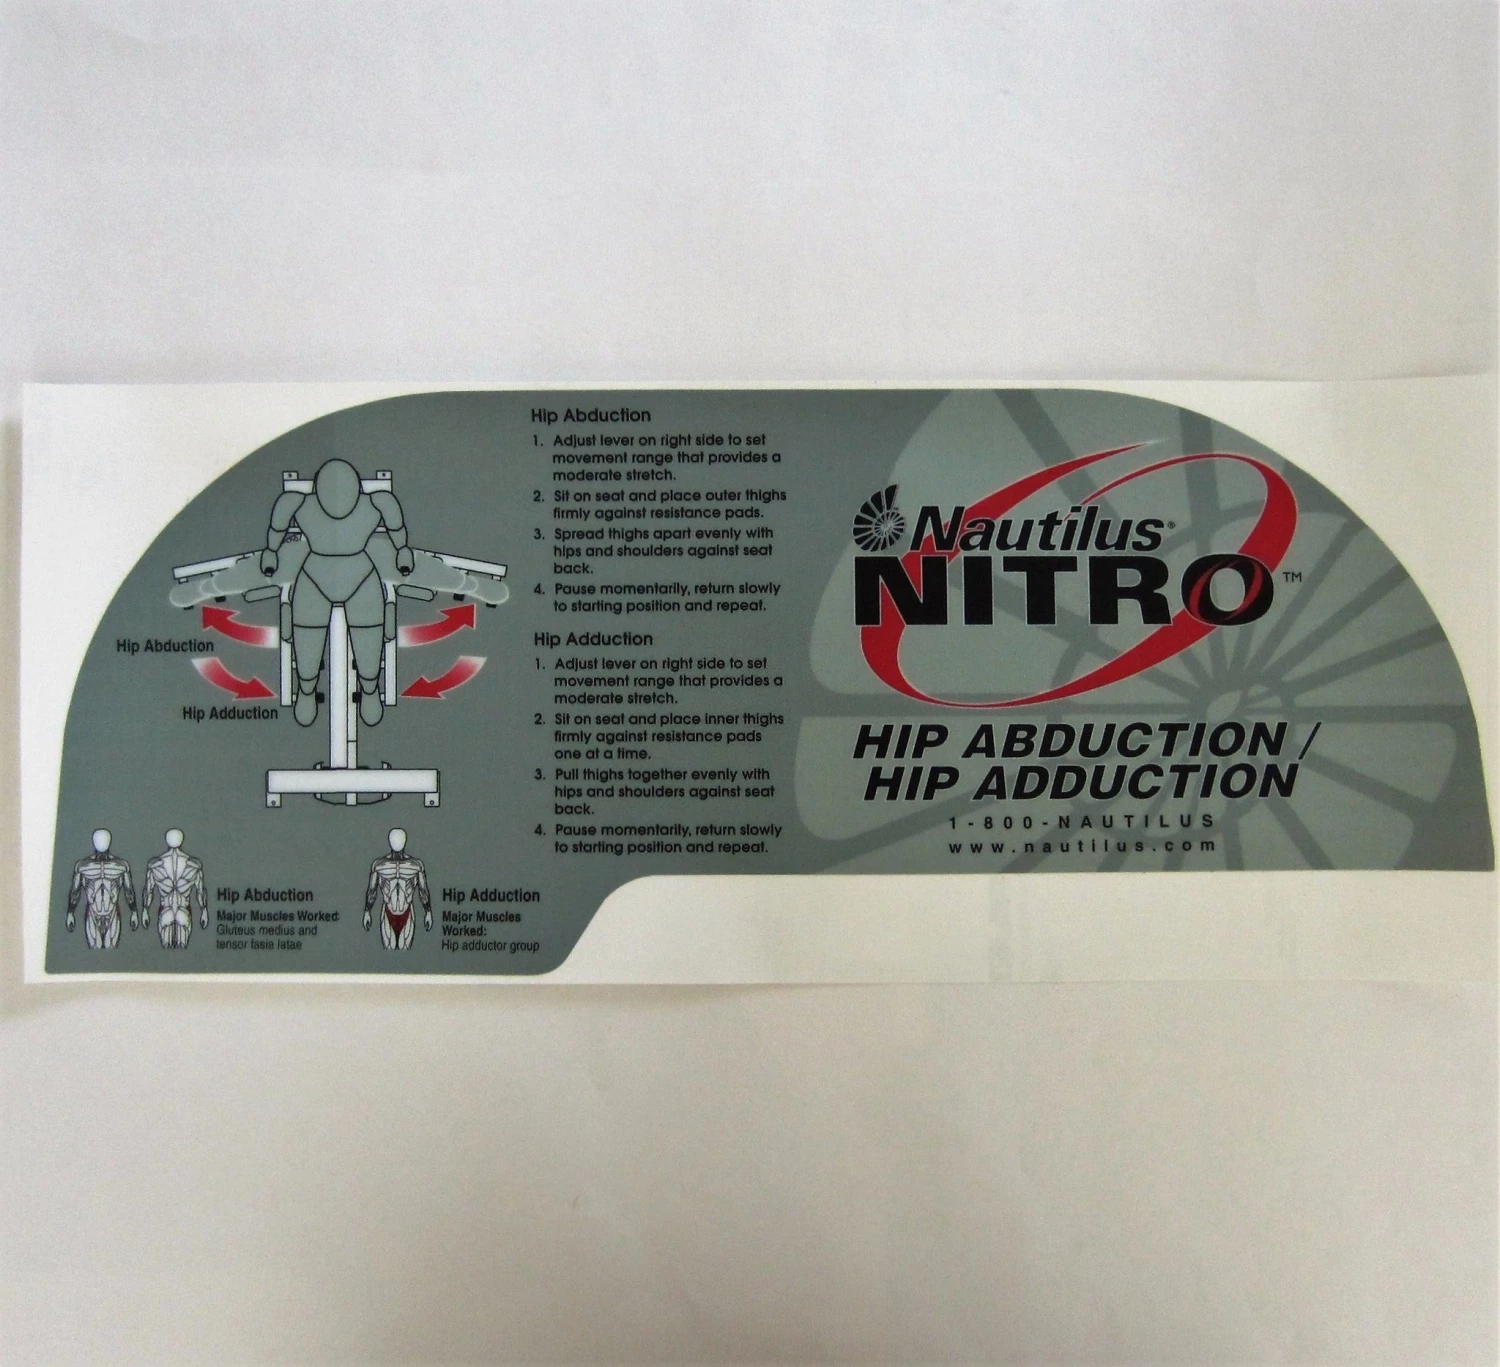 Hip Abduction
1. Adjust lever on right side to set
movement range that provides a
moderate stretch.
2. Sit on seat and place outer thighs
firmly against resistance pads.
3. Spread thighs apart evenly with
hips and shoulders against seat
back.
4. Pause momentarily, return slowly
to starting position and repeat.
Hip Adduction
1. Adjust lever on right side to set
movement range that provides a
moderate stretch.
2. Sit on seat and place inner thighs
firmly against resistance pads
one at a time.
3. Pull thighs together evenly with
hips and shoulders against seat
back.
4. Pause momentarily, return slowly
to starting position and repeat.
Hip Abduction
Hip Adduction
Hip Abduction
Major Muscles Worked:
Gluteus medius and
tensor fasia latae
Hip Adduction
Major Muscles
Worked:
Hip adductor group
Nautilus®
NITRO™
HIP ABDUCTION /
HIP ADDUCTION
1-800-NAUTILUS
www.nautilus.com